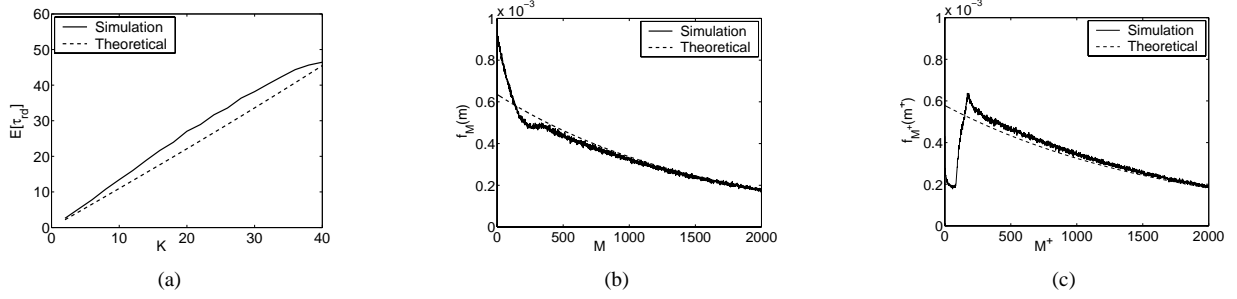 60
50
40
30
20
10
0
0 10 20 30 40
K
E[τrd]
Simulation
Theoretical
(a)
1 x 10^-3
0.8
0.6
0.4
0.2
0
0 500 1000 1500 2000
M
fM(m)
Simulation
Theoretical
(b)
1 x 10^-3
0.8
0.6
0.4
0.2
0
0 500 1000 1500 2000
M+
fM+(m+)
Simulation
Theoretical
(c)